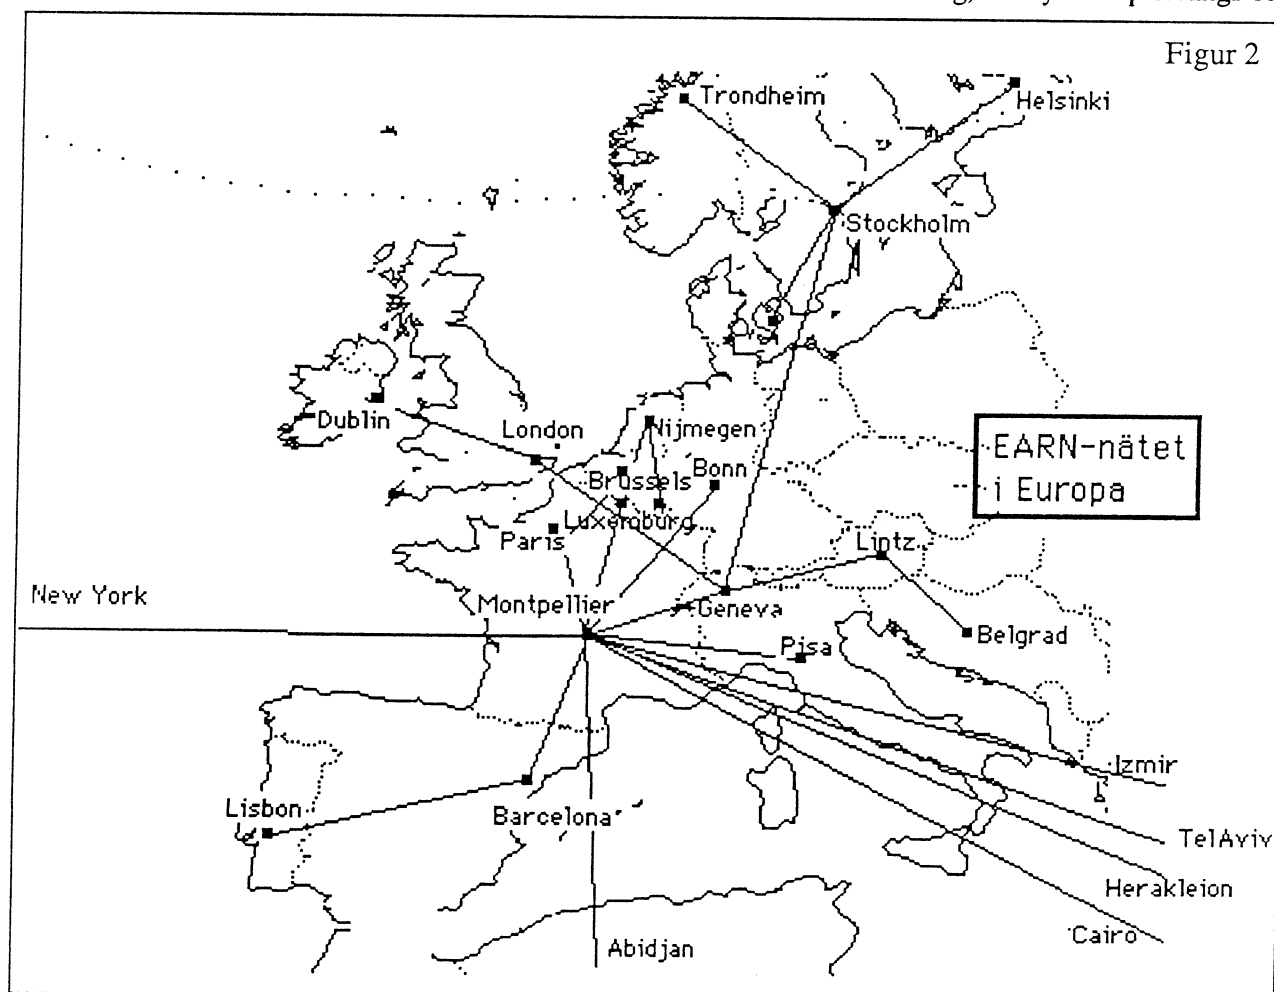 Figur 2
Trondheim
Helsinki
Stockholm
Dublin
London
Nijmegen
EARN-nätet
i Europa
Brussels
Bonn
Luxemburg
Paris
Lintz
New York
Montpellier
Geneva
Belgrad
Pisa
Izmir
Lisbon
Barcelona
TelAviv
Herakleion
Cairo
Abidjan